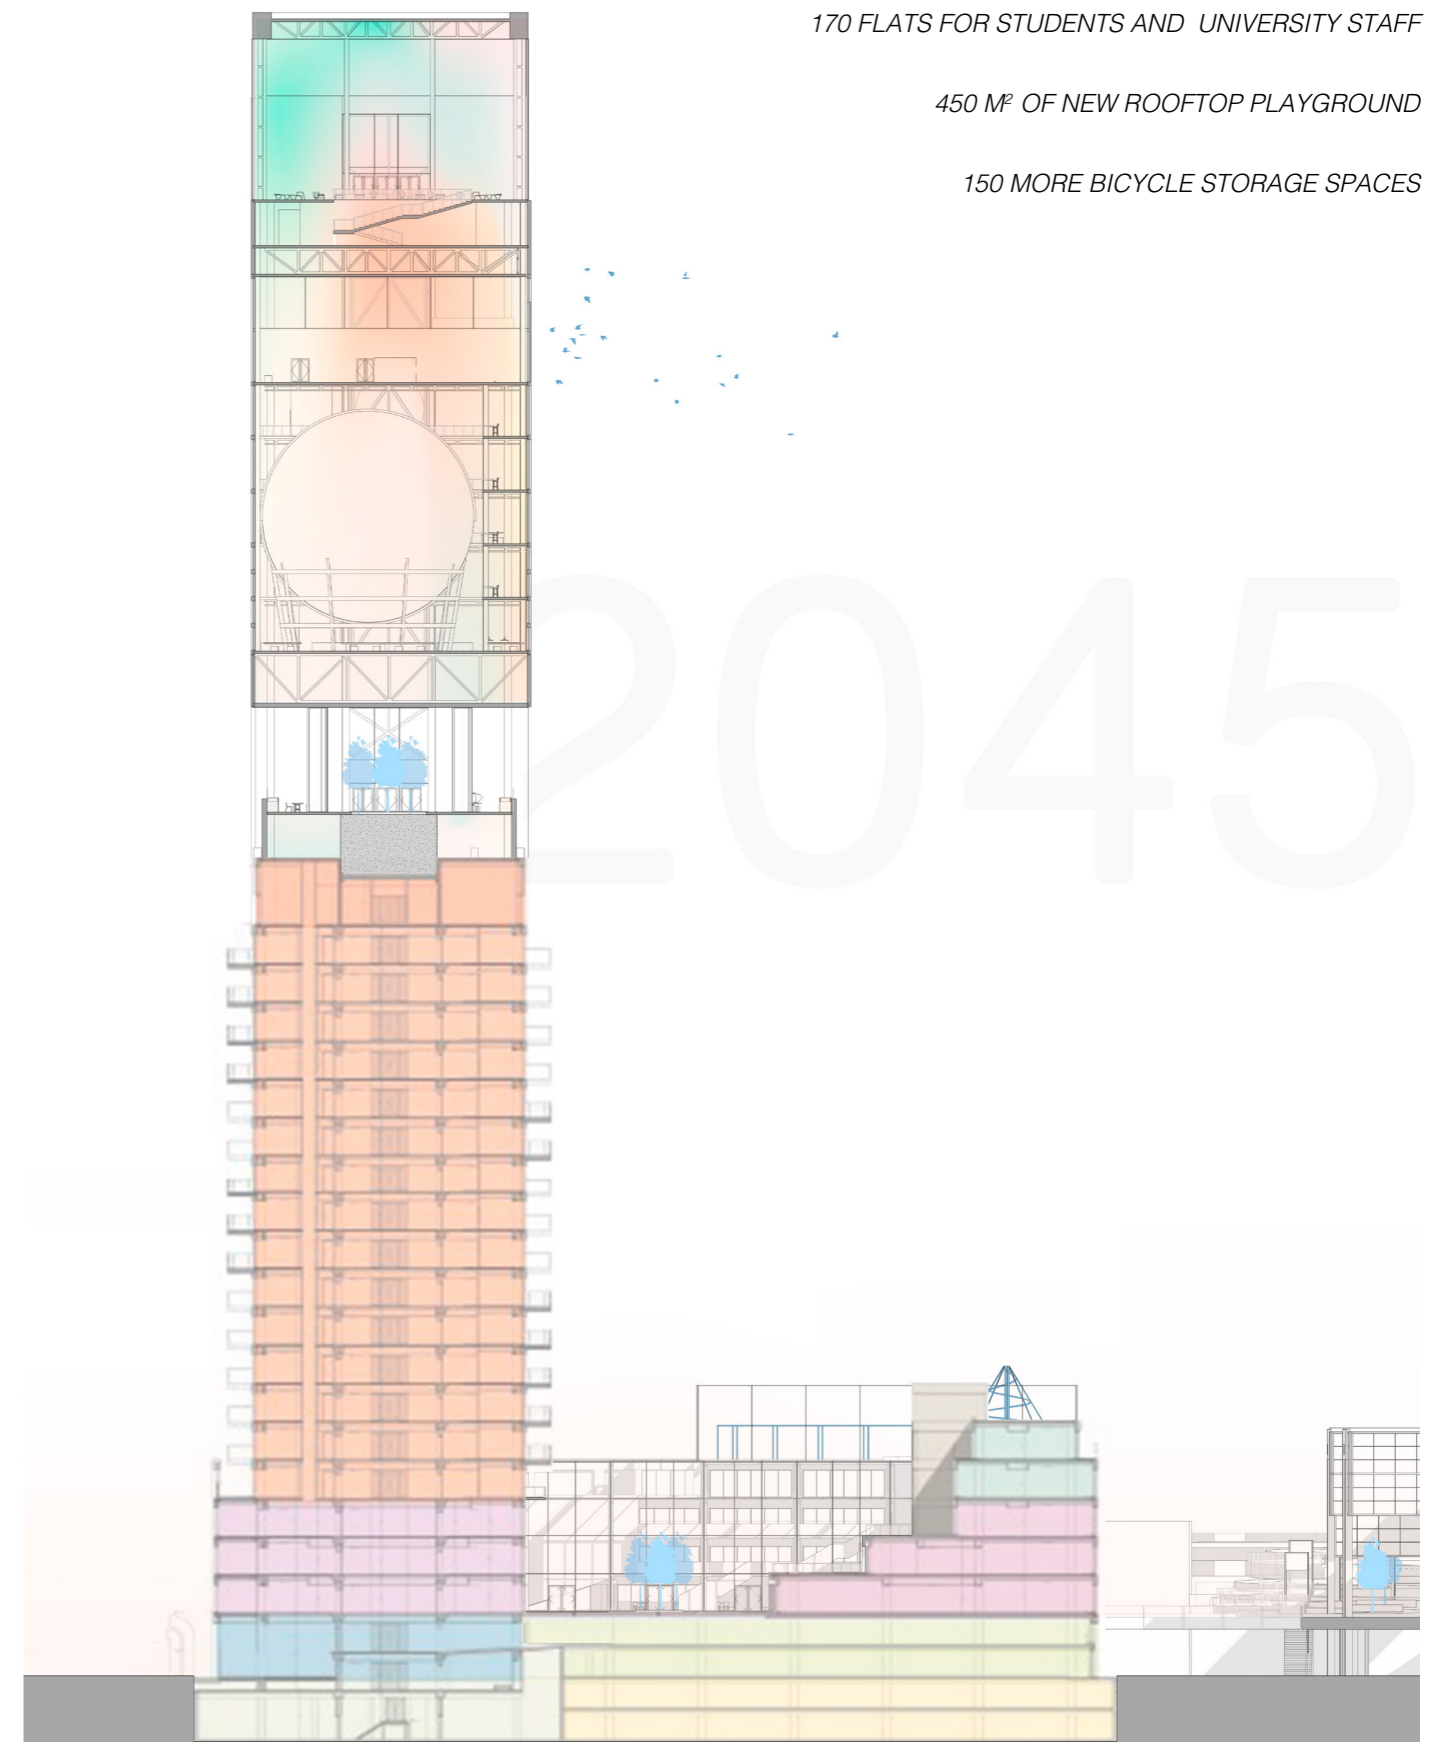 170 FLATS FOR STUDENTS AND UNIVERSITY STAFF
450 M² OF NEW ROOFTOP PLAYGROUND
150 MORE BICYCLE STORAGE SPACES
2045